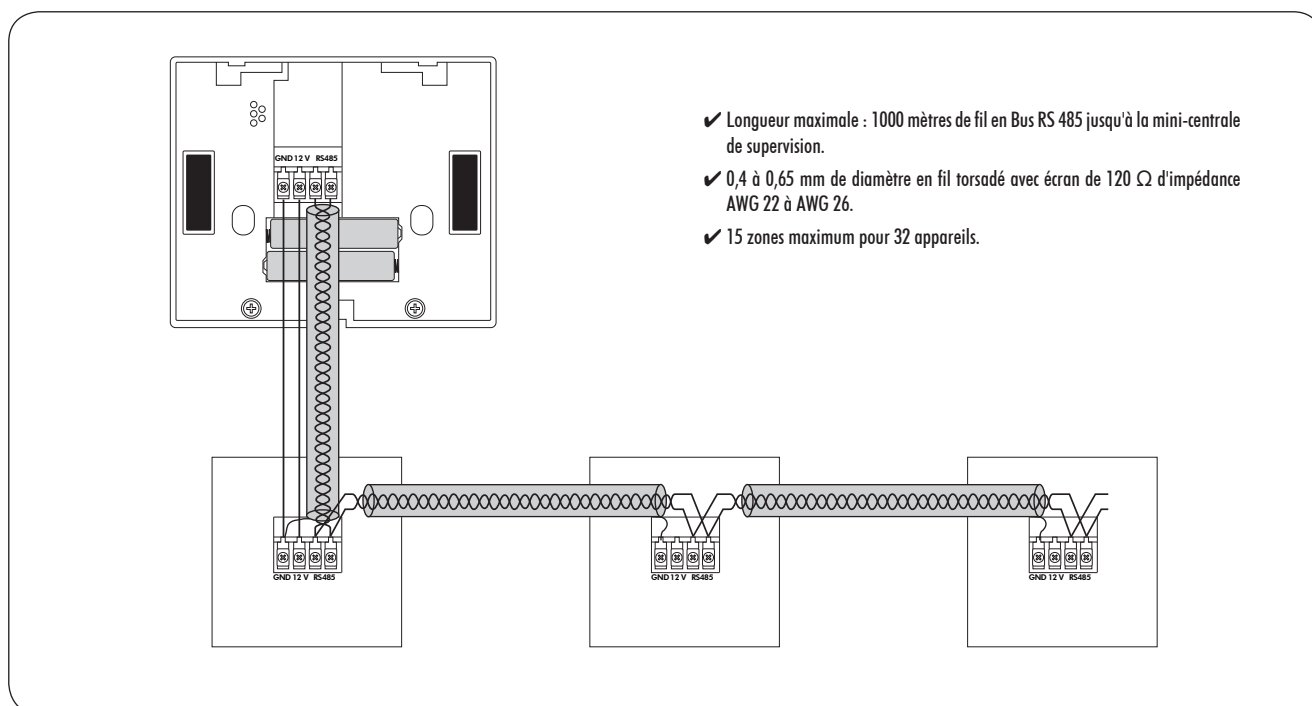 GND 12 V RS485
✔ Longueur maximale : 1000 mètres de fil en Bus RS 485 jusqu'à la mini-centrale
de supervision.
✔ 0,4 à 0,65 mm de diamètre en fil torsadé avec écran de 120 Ω d'impédance
AWG 22 à AWG 26.
✔ 15 zones maximum pour 32 appareils.
GND 12 V RS485
GND 12 V RS485
GND 12 V RS485